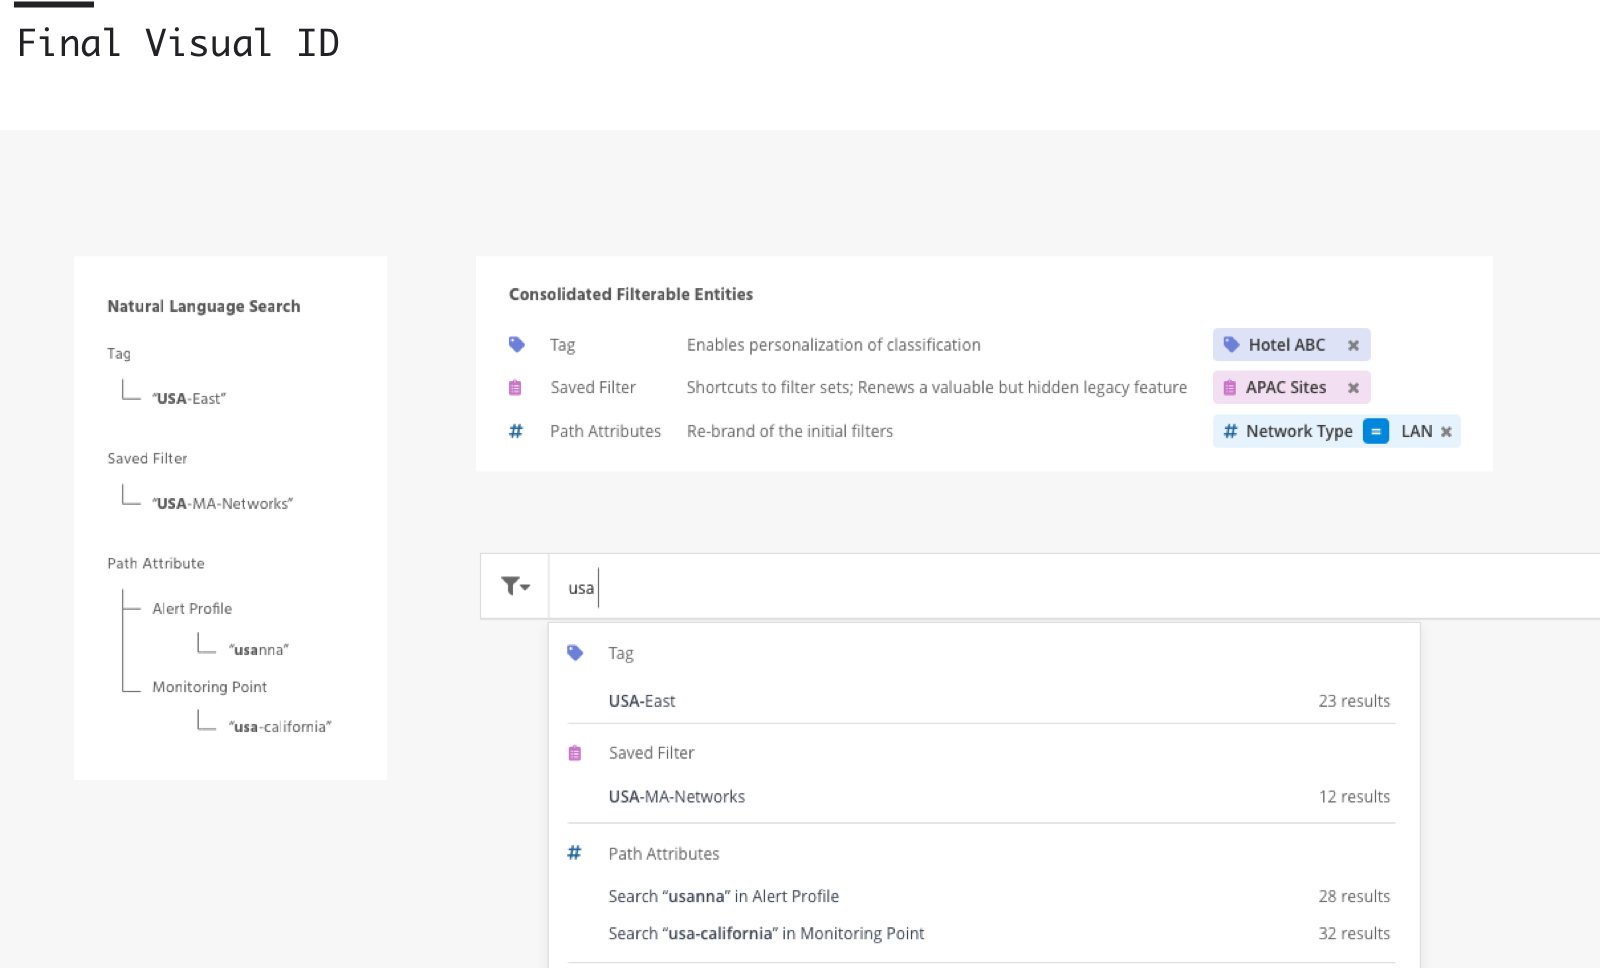 Final Visual ID
Natural Language Search
Tag
“USA-East”
Saved Filter
“USA-MA-Networks”
Path Attribute
Alert Profile
“usanna”
Monitoring Point
“usa-california”
Consolidated Filterable Entities
Tag Enables personalization of classification Hotel ABC
Saved Filter Shortcuts to filter sets; Renews a valuable but hidden legacy feature APAC Sites
# Path Attributes Re-brand of the initial filters # Network Type = LAN
usa
Tag
USA-East 23 results
Saved Filter
USA-MA-Networks 12 results
# Path Attributes
Search “usanna” in Alert Profile 28 results
Search “usa-california” in Monitoring Point 32 results